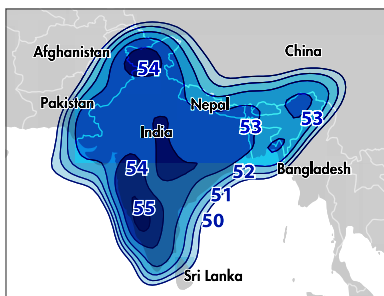 Afghanistan
China
54
Pakistan
Nepal
53
53
India
54
52
Bangladesh
51
55
50
Sri Lanka